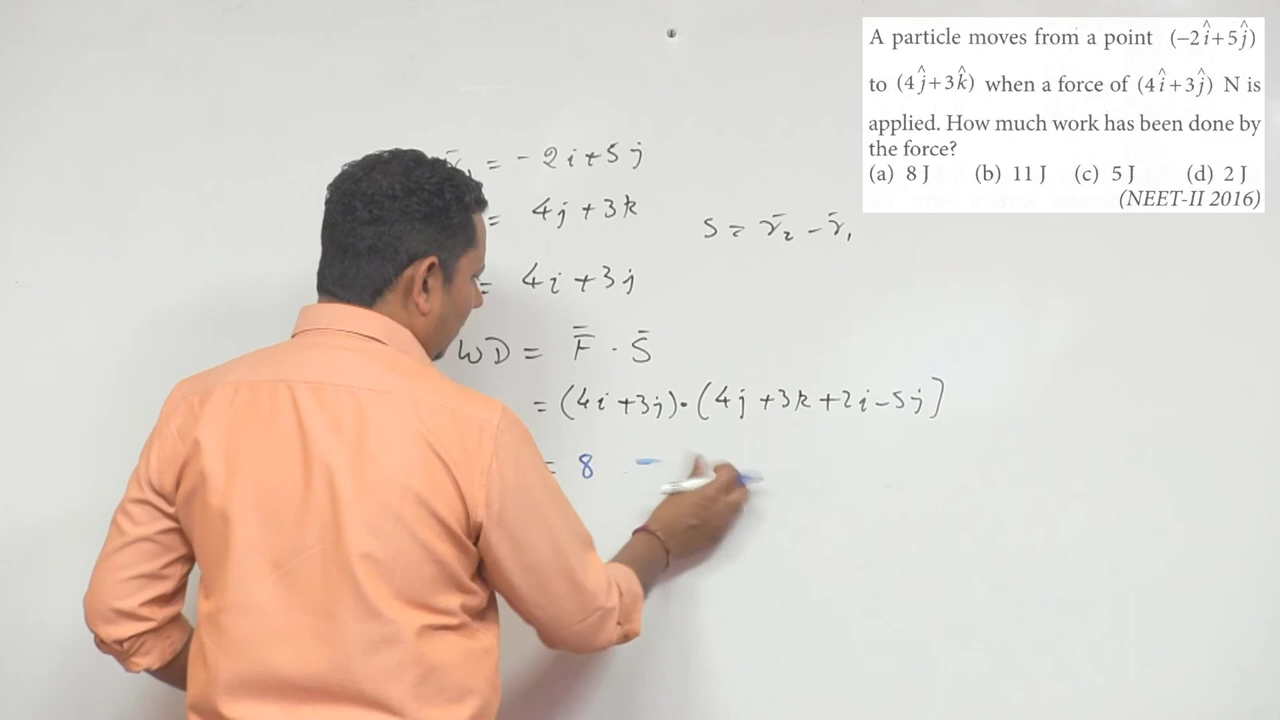 A particle moves from a point (−2î+5ĵ)
to (4ĵ+3k̂) when a force of (4î+3ĵ) N is
applied. How much work has been done by
the force?
(a) 8 J (b) 11 J (c) 5 J (d) 2 J
(NEET-II 2016)
= -2i+5j
= 4j+3k
S = r̄₂ - r̄₁
= 4i+3j
WD = F̄ . S̄
= (4i+3j).(4j+3k+2i-5j)
= 8 -